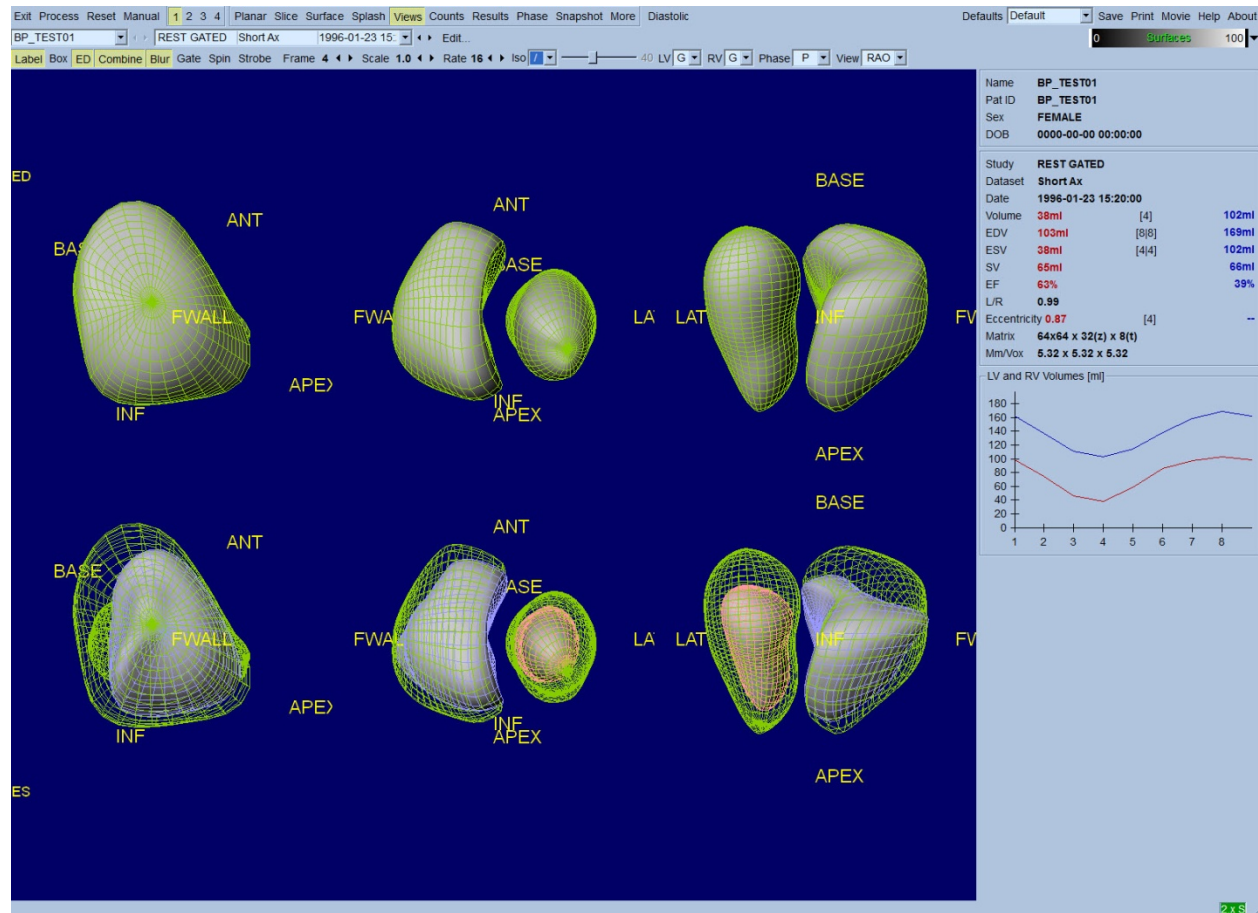 Exit Process Reset Manual 1 2 3 4 Planar Slice Surface Splash Views Counts Results Phase Snapshot More Diastolic Defaults Default Save Print Movie Help About
BP_TEST01 REST GATED Short Ax 1996-01-23 15: Edit... 0 Surfaces 100
Label Box ED Combine Blur Gate Spin Strobe Frame 4 Scale 1.0 Rate 16 Iso / 40 LV G RV G Phase P View RAO
Name BP_TEST01
Pat ID BP_TEST01
Sex FEMALE
DOB 0000-00-00 00:00:00
Study REST GATED
Dataset Short Ax
Date 1996-01-23 15:20:00
Volume 38ml [4] 102ml
EDV 103ml [8|8] 169ml
ESV 38ml [4|4] 102ml
SV 65ml 66ml
EF 63% 39%
L/R 0.99
Eccentricity 0.87 [4] --
Matrix 64x64 x 32(z) x 8(t)
Mm/Vox 5.32 x 5.32 x 5.32
LV and RV Volumes [ml]
180
160
140
120
100
80
60
40
20
0
1 2 3 4 5 6 7 8
ED
BASE
ANT ANT
BAS BASE
FWALL FWA LA LAT INF FW
APEX
INF INF
APEX
APEX
BASE
ANT ANT
BASE BASE
FWALL FWAL LA LAT INF FW
APEX
INF INF
APEX
APEX
ES
2 x S